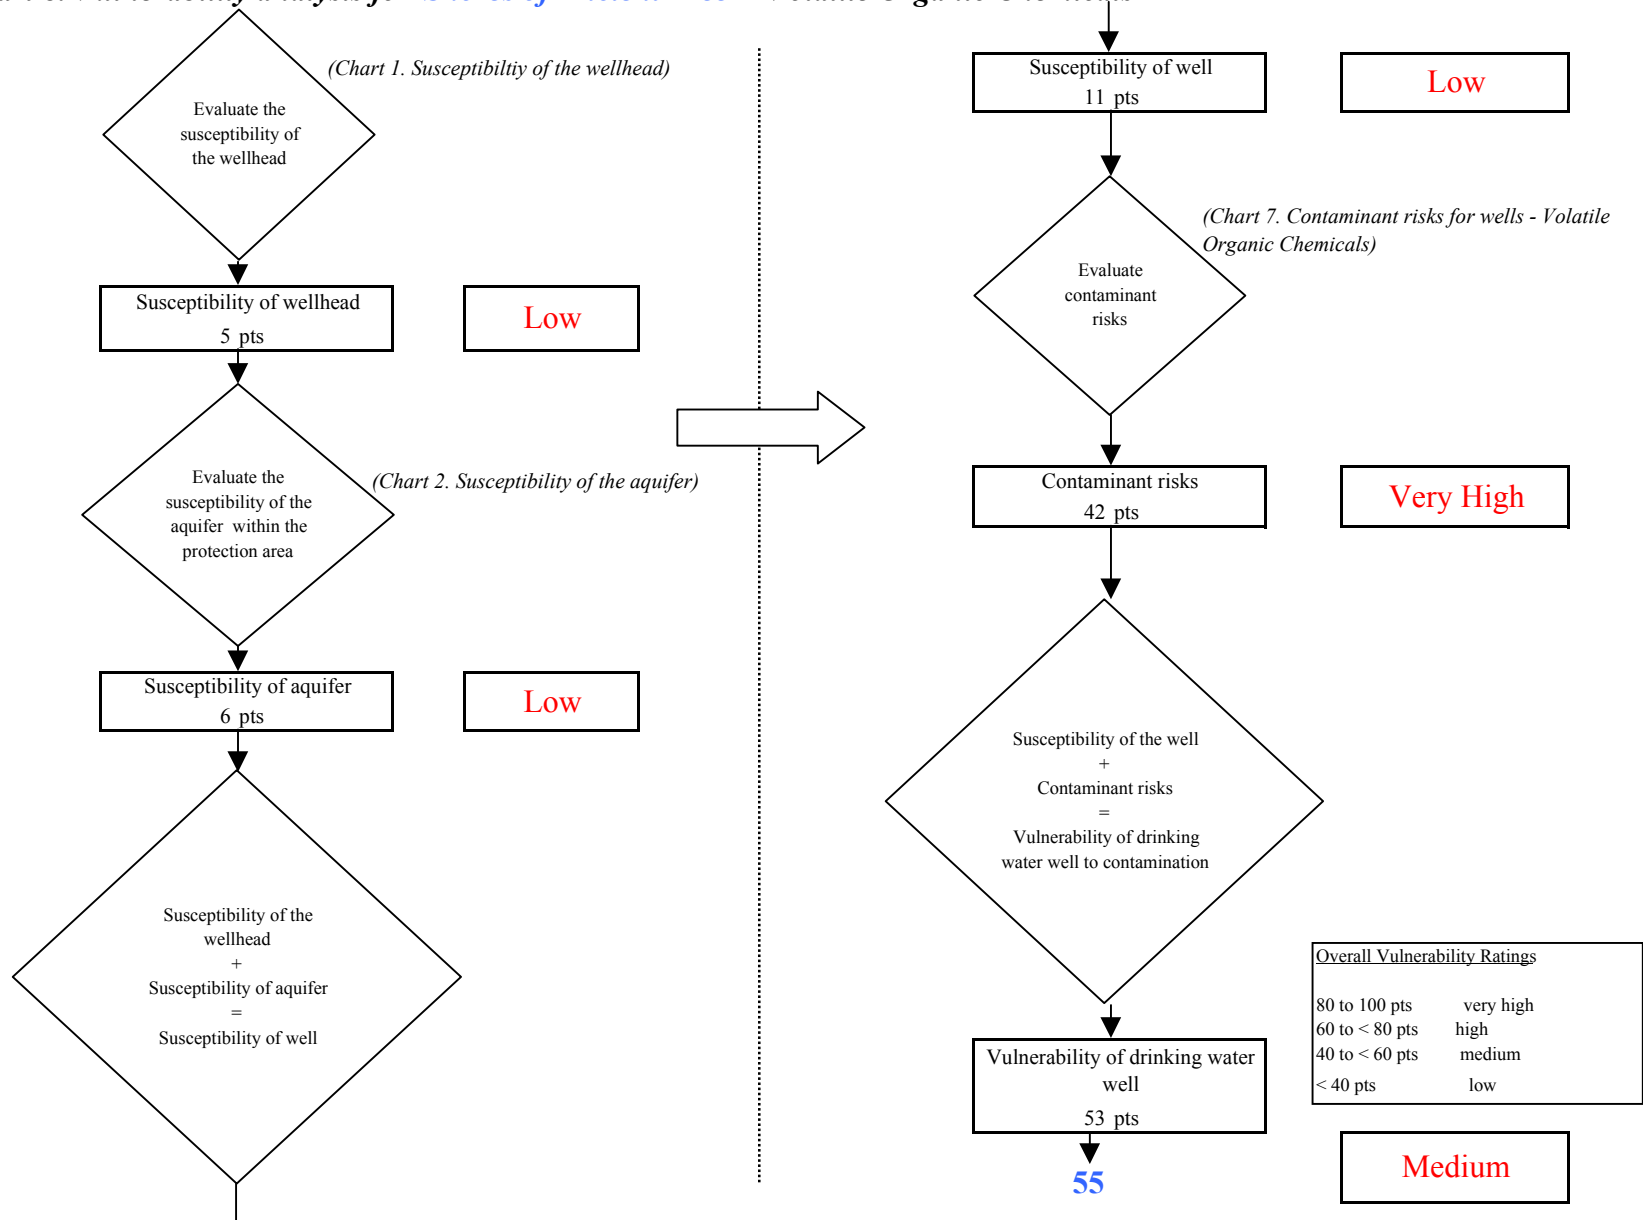 Volatile Organic Chemicals
(Chart 1. Susceptibiltiy of the wellhead)
Evaluate the
susceptibility of
the wellhead
Susceptibility of wellhead
5 pts
Low
Evaluate the
susceptibility of the
aquifer within the
protection area
(Chart 2. Susceptibility of the aquifer)
Susceptibility of aquifer
6 pts
Low
Susceptibility of the
wellhead
+
Susceptibility of aquifer
=
Susceptibility of well
Susceptibility of well
11 pts
Low
(Chart 7. Contaminant risks for wells - Volatile
Organic Chemicals)
Evaluate
contaminant
risks
Contaminant risks
42 pts
Very High
Susceptibility of the well
+
Contaminant risks
=
Vulnerability of drinking
water well to contamination
Overall Vulnerability Ratings
80 to 100 pts very high
60 to < 80 pts high
40 to < 60 pts medium
< 40 pts low
Vulnerability of drinking water
well
53 pts
55
Medium